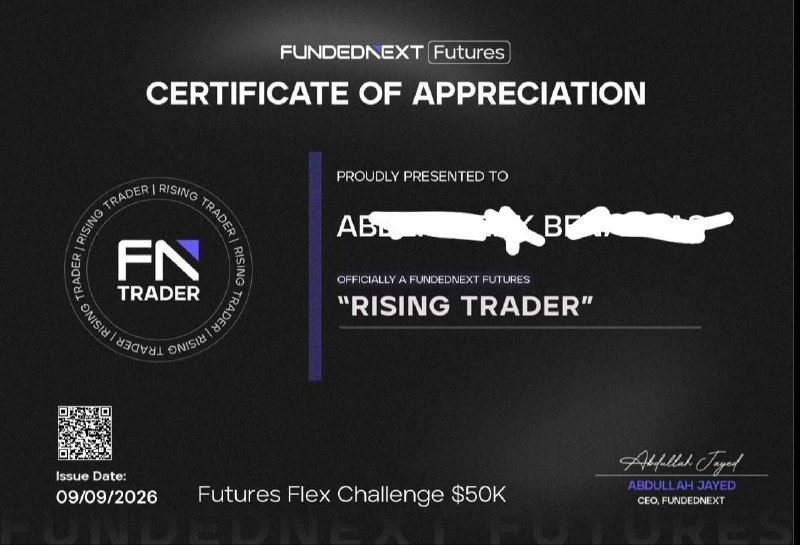 FUNDEDNEXT Futures
CERTIFICATE OF APPRECIATION
PROUDLY PRESENTED TO
OFFICIALLY A FUNDEDNEXT FUTURES
“RISING TRADER”
RISING TRADER | RISING TRADER | RISING TRADER | RISING TRADER | RISING TRADER |
FN
TRADER
Issue Date:
09/09/2026
Futures Flex Challenge $50K
Abdullah Jayed
ABDULLAH JAYED
CEO, FUNDEDNEXT
FUNDEDNEXT FUTURES